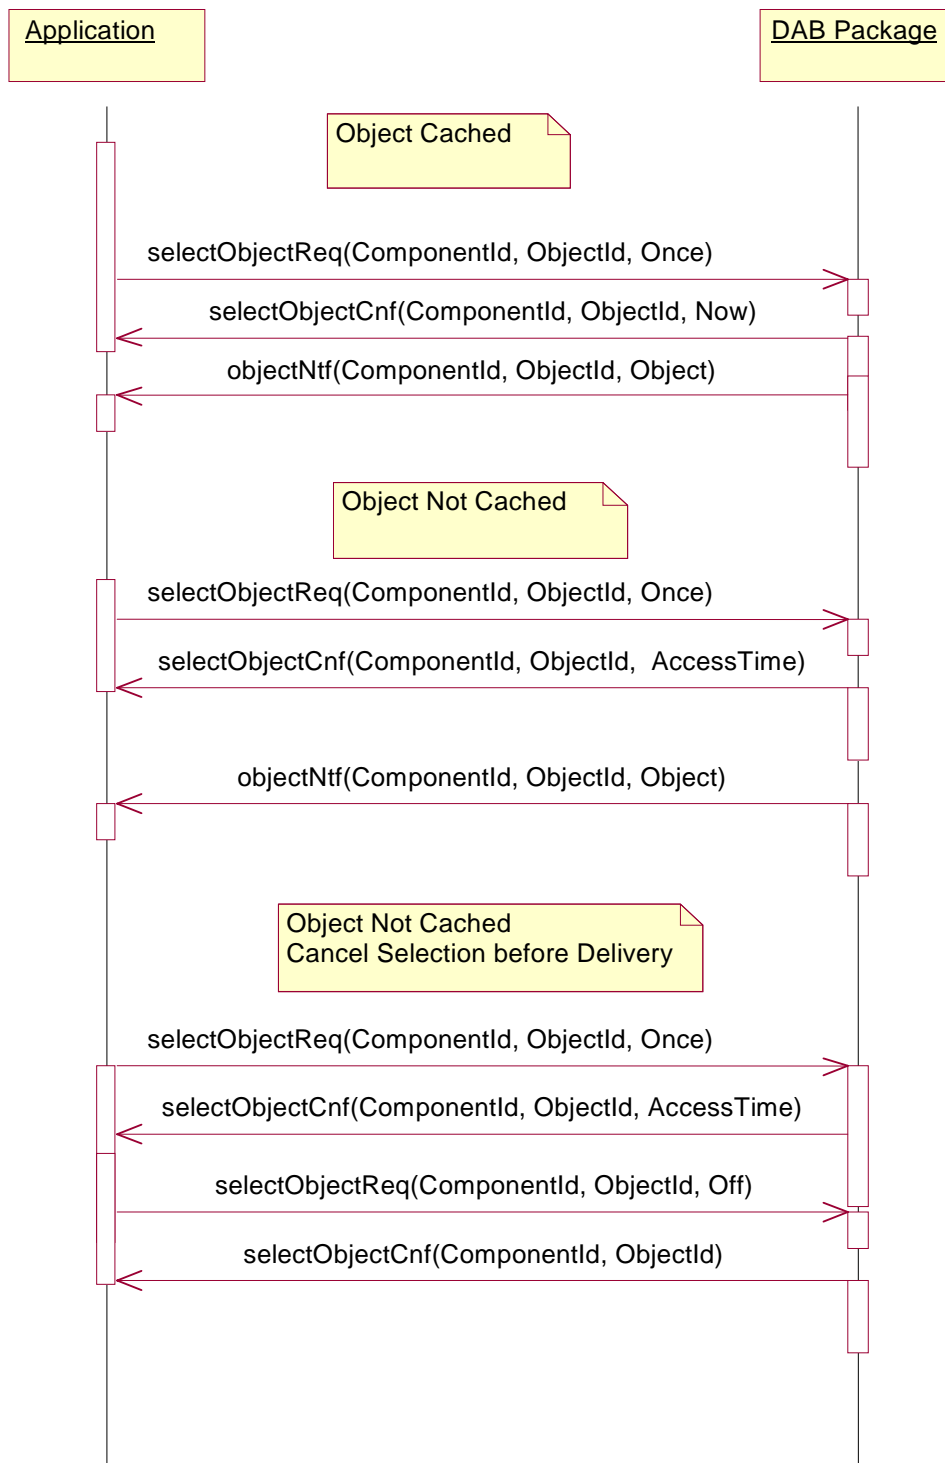 Application
DAB Package
Object Cached
selectObjectReq(ComponentId, ObjectId, Once)
selectObjectCnf(ComponentId, ObjectId, Now)
objectNtf(ComponentId, ObjectId, Object)
Object Not Cached
selectObjectReq(ComponentId, ObjectId, Once)
selectObjectCnf(ComponentId, ObjectId,  AccessTime)
objectNtf(ComponentId, ObjectId, Object)
Object Not Cached
Cancel Selection before Delivery
selectObjectReq(ComponentId, ObjectId, Once)
selectObjectCnf(ComponentId, ObjectId, AccessTime)
selectObjectReq(ComponentId, ObjectId, Off)
selectObjectCnf(ComponentId, ObjectId)